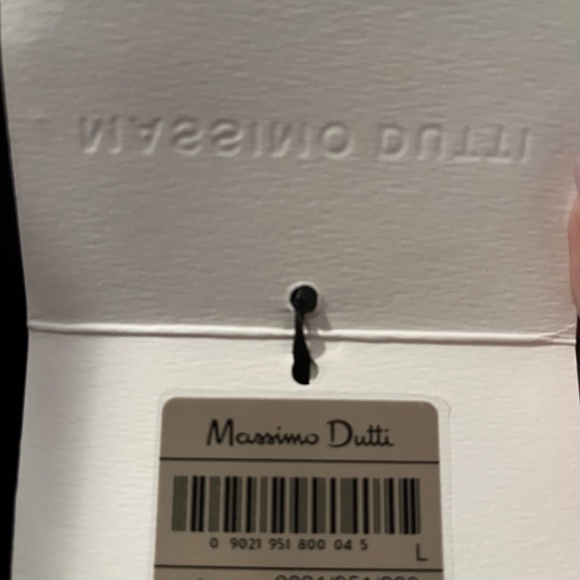 MASSIMO DUTTI
Massimo Dutti
0 9021 951 800 04 5
L